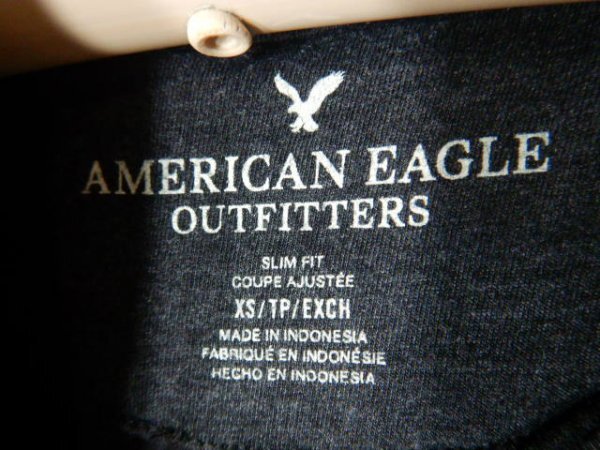 AMERICAN EAGLE
OUTFITTERS
SLIM FIT
COUPE AJUSTÉE
XS/TP/EXCH
MADE IN INDONESIA
FABRIQUÉ EN INDONÉSIE
HECHO EN INDONESIA